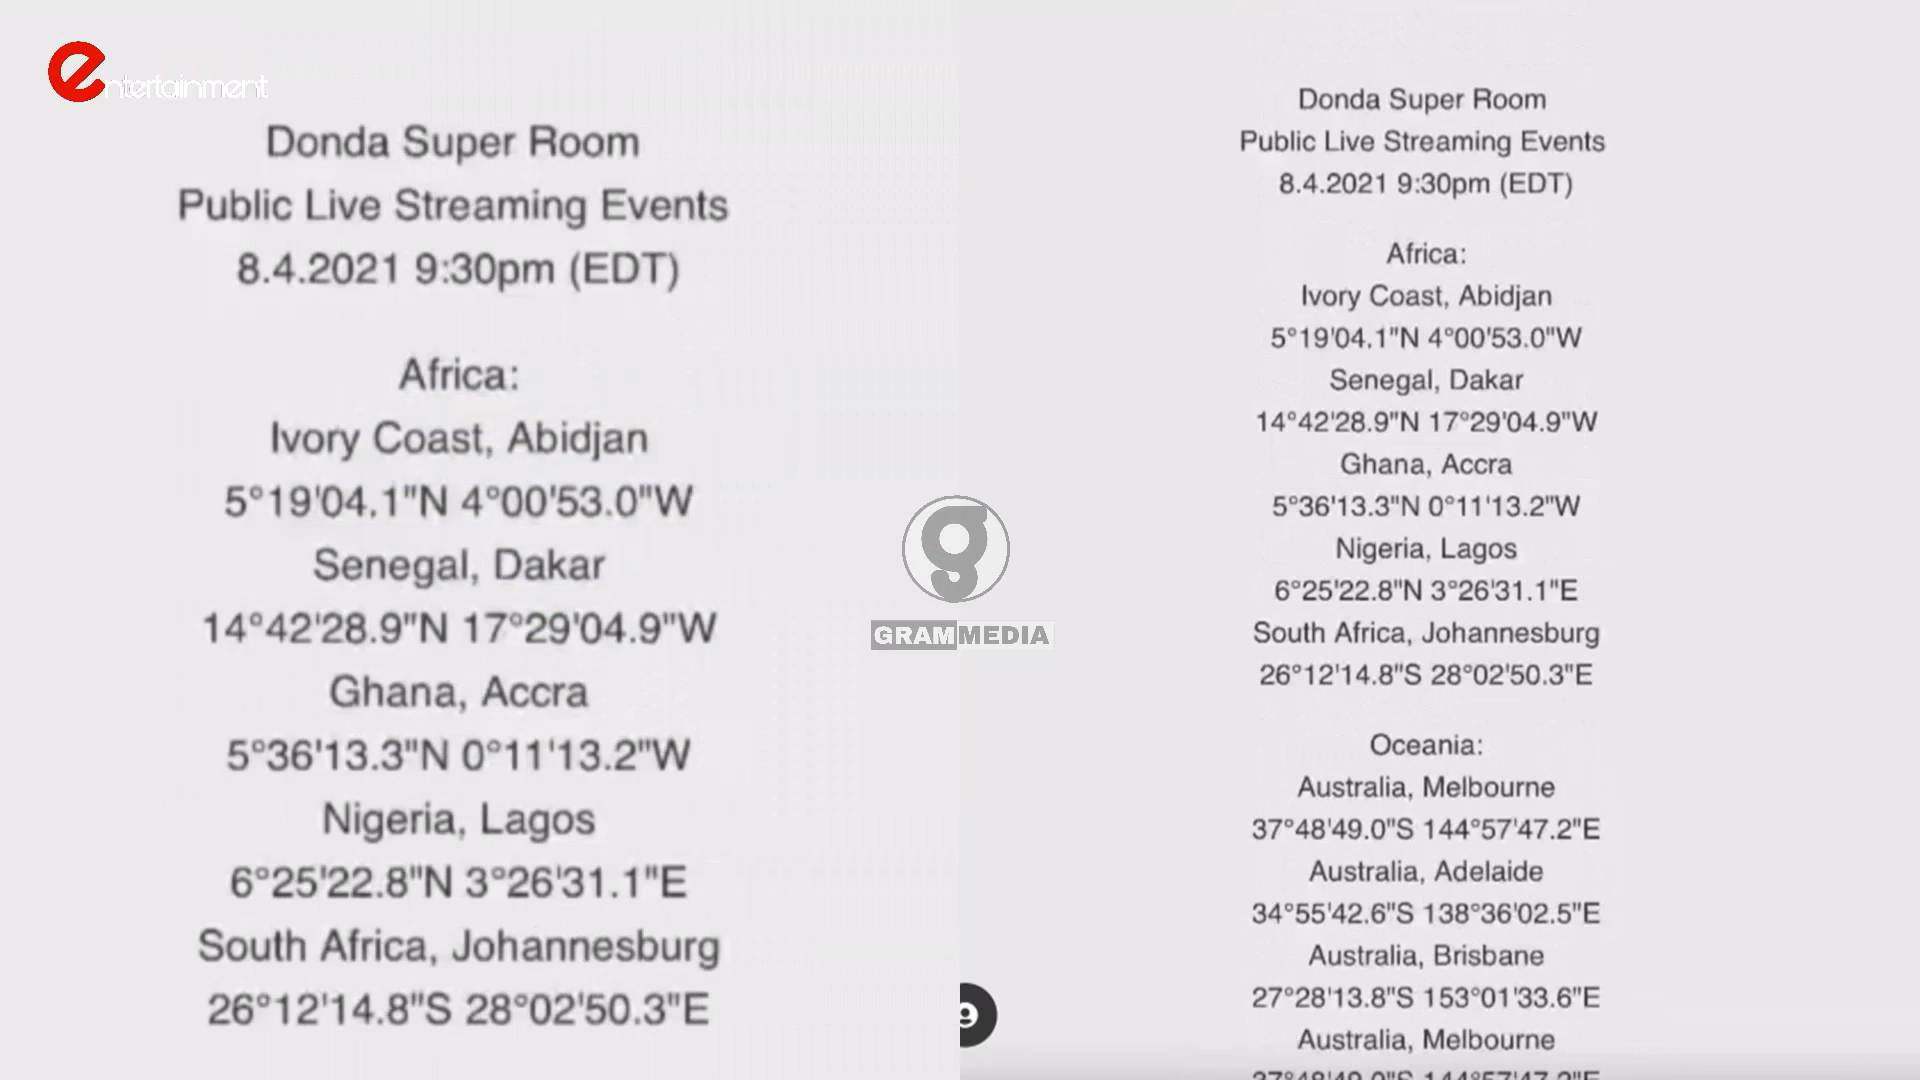 entertainment
Donda Super Room
Public Live Streaming Events
8.4.2021 9:30pm (EDT)
Africa:
Ivory Coast, Abidjan
5°19'04.1"N 4°00'53.0"W
Senegal, Dakar
14°42'28.9"N 17°29'04.9"W
Ghana, Accra
5°36'13.3"N 0°11'13.2"W
Nigeria, Lagos
6°25'22.8"N 3°26'31.1"E
South Africa, Johannesburg
26°12'14.8"S 28°02'50.3"E
g
GRAMMEDIA
Donda Super Room
Public Live Streaming Events
8.4.2021 9:30pm (EDT)
Africa:
Ivory Coast, Abidjan
5°19'04.1"N 4°00'53.0"W
Senegal, Dakar
14°42'28.9"N 17°29'04.9"W
Ghana, Accra
5°36'13.3"N 0°11'13.2"W
Nigeria, Lagos
6°25'22.8"N 3°26'31.1"E
South Africa, Johannesburg
26°12'14.8"S 28°02'50.3"E
Oceania:
Australia, Melbourne
37°48'49.0"S 144°57'47.2"E
Australia, Adelaide
34°55'42.6"S 138°36'02.5"E
Australia, Brisbane
27°28'13.8"S 153°01'33.6"E
Australia, Melbourne
37°48'49.0"S 144°57'47.2"E